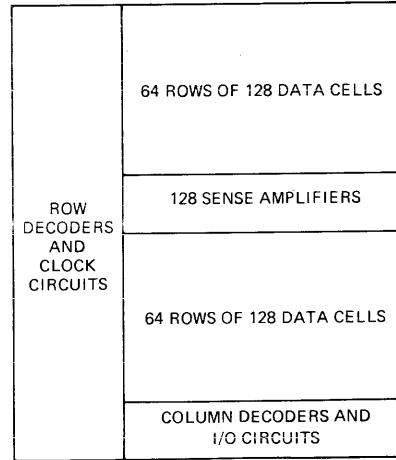 64 ROWS OF 128 DATA CELLS
128 SENSE AMPLIFIERS
ROW
DECODERS
AND
CLOCK
CIRCUITS
64 ROWS OF 128 DATA CELLS
COLUMN DECODERS AND
I/O CIRCUITS